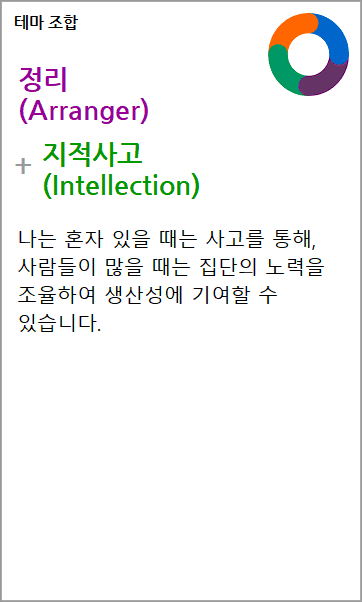 테마 조합
정리
(Arranger)
+ 지적사고
(Intellection)
나는 혼자 있을 때는 사고를 통해,
사람들이 많을 때는 집단의 노력을
조율하여 생산성에 기여할 수
있습니다.